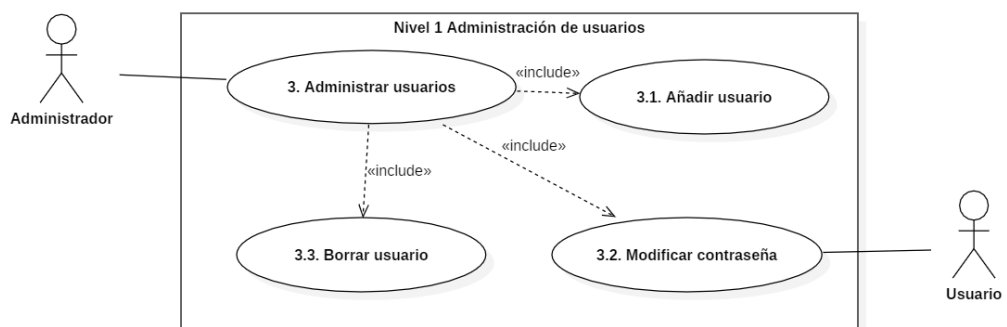 Nivel 1 Administración de usuarios
Administrador
3. Administrar usuarios
«include»
3.1. Añadir usuario
«include»
«include»
3.3. Borrar usuario
3.2. Modificar contraseña
Usuario